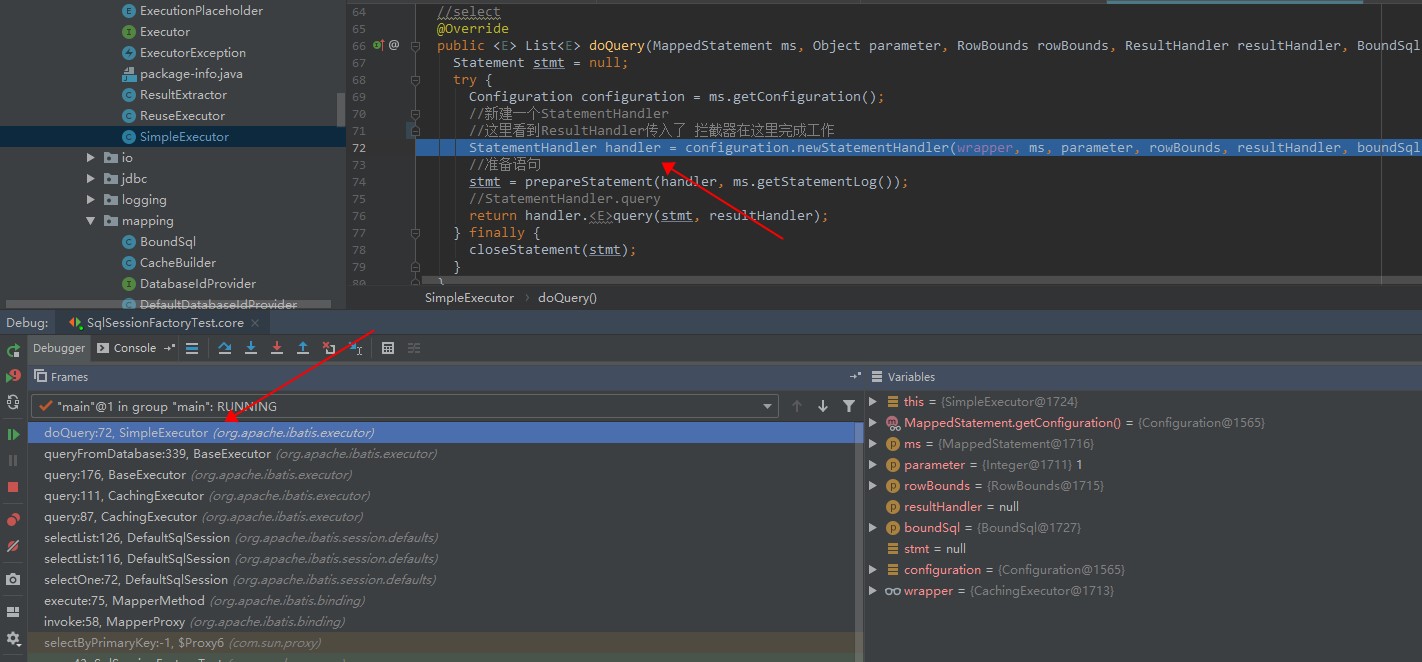 ExecutionPlaceholder
Executor
ExecutorException
package-info.java
ResultExtractor
ReuseExecutor
SimpleExecutor
io
jdbc
logging
mapping
BoundSql
CacheBuilder
DatabaseIdProvider
DefaultDatabaseIdProvider
64 //select
65 @Override
66 @ public <E> List<E> doQuery(MappedStatement ms, Object parameter, RowBounds rowBounds, ResultHandler resultHandler, BoundSql
67 Statement stmt = null;
68 try {
69 Configuration configuration = ms.getConfiguration();
70 //新建一个StatementHandler
71 //这里看到ResultHandler传入了 拦截器在这里完成工作
72 StatementHandler handler = configuration.newStatementHandler(wrapper, ms, parameter, rowBounds, resultHandler, boundSql
73 //准备语句
74 stmt = prepareStatement(handler, ms.getStatementLog());
75 //StatementHandler.query
76 return handler.<E>query(stmt, resultHandler);
77 } finally {
78 closeStatement(stmt);
79 }
80 }
SimpleExecutor › doQuery()
Debug: SqlSessionFactoryTest.core ×
Debugger Console
Frames
"main"@1 in group "main": RUNNING
doQuery:72, SimpleExecutor (org.apache.ibatis.executor)
queryFromDatabase:339, BaseExecutor (org.apache.ibatis.executor)
query:176, BaseExecutor (org.apache.ibatis.executor)
query:111, CachingExecutor (org.apache.ibatis.executor)
query:87, CachingExecutor (org.apache.ibatis.executor)
selectList:126, DefaultSqlSession (org.apache.ibatis.session.defaults)
selectList:116, DefaultSqlSession (org.apache.ibatis.session.defaults)
selectOne:72, DefaultSqlSession (org.apache.ibatis.session.defaults)
execute:75, MapperMethod (org.apache.ibatis.binding)
invoke:58, MapperProxy (org.apache.ibatis.binding)
selectByPrimaryKey:-1, $Proxy6 (com.sun.proxy)
Variables
this = {SimpleExecutor@1724}
MappedStatement.getConfiguration() = {Configuration@1565}
ms = {MappedStatement@1716}
parameter = {Integer@1711} 1
rowBounds = {RowBounds@1715}
resultHandler = null
boundSql = {BoundSql@1727}
stmt = null
configuration = {Configuration@1565}
wrapper = {CachingExecutor@1713}